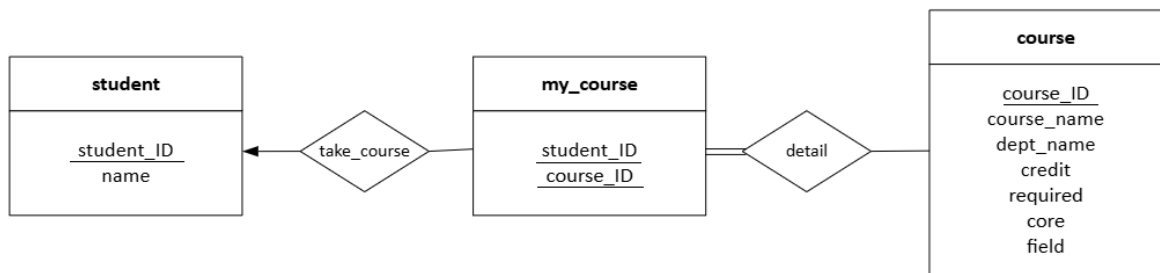 student
student_ID
name
take_course
my_course
student_ID
course_ID
detail
course
course_ID
course_name
dept_name
credit
required
core
field